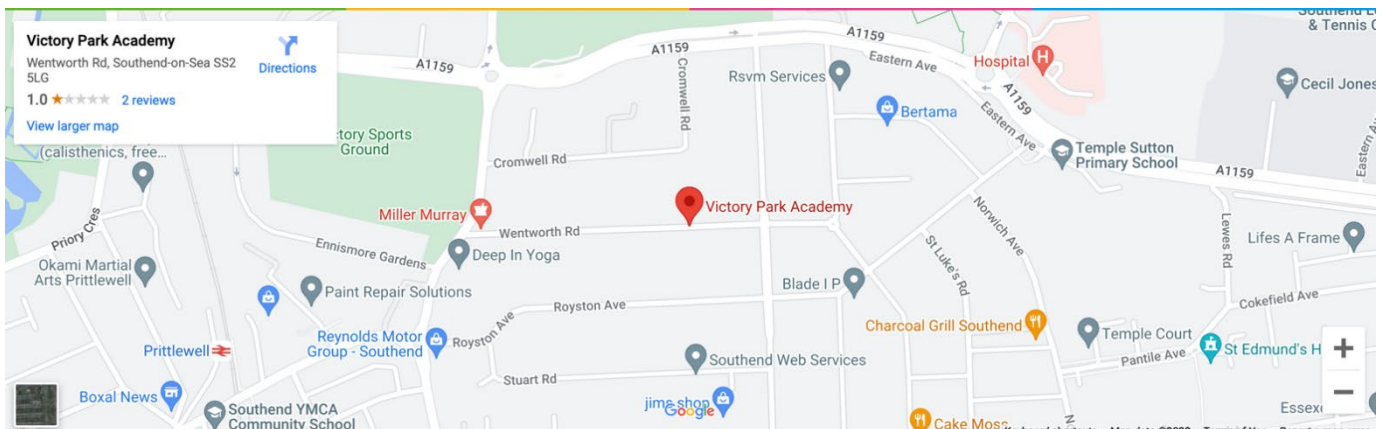 Victory Park Academy
Wentworth Rd, Southend-on-Sea SS2
5LG
1.0
2 reviews
View larger map
Directions
A1159
A1159
A1159
A1159
A1159
Eastern Ave
Eastern Ave
Hospital
H
& Tennis
Cecil Jones
Cromwell Rd
Rsvm Services
Bertama
Temple Sutton
Primary School
Sports
Ground
(calisthenics, free...
Cromwell Rd
Miller Murray
Victory Park Academy
Wentworth Rd
Norwich Ave
St Luke's Rd
Lewes Rd
Lifes A Frame
Priory Cres
Ennismore Gardens
Deep In Yoga
Okami Martial
Arts Prittlewell
Paint Repair Solutions
Blade I P
Royston Ave
Royston Ave
Cokefield Ave
Charcoal Grill Southend
Temple Court
Pantile Ave
St Edmund's
Reynolds Motor
Group - Southend
Prittlewell
Southend Web Services
Stuart Rd
Boxal News
Southend YMCA
Community School
jims shop
Google
Cake
+
−